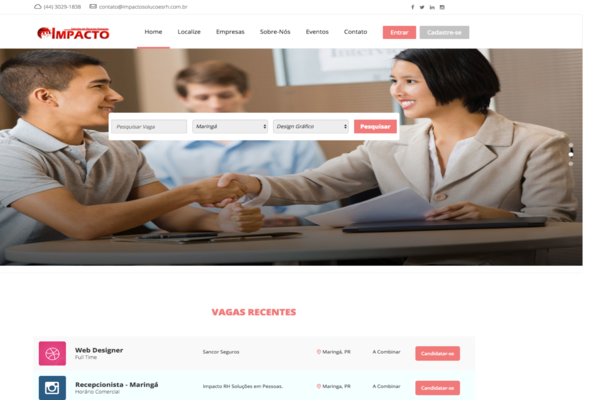 (44) 3029-1838
contato@impactosolucoesrh.com.br
IMPACTO
Home
Localize
Empresas
Sobre-Nós
Eventos
Contato
Entrar
Cadastre-se
Pesquisar Vaga
Maringá
Design Gráfico
Pesquisar
VAGAS RECENTES
Web Designer
Full Time
Sancor Seguros
Maringá, PR
A Combinar
Candidatar-se
Recepcionista - Maringá
Horário Comercial
Impacto RH Soluções em Pessoas.
Maringa, PR
A Combinar
Candidatar-se